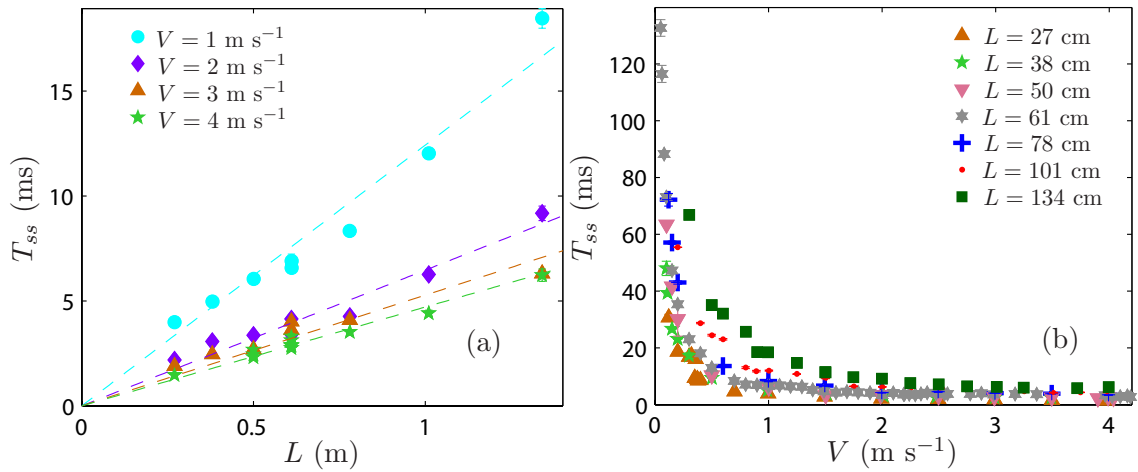 V = 1 m s⁻¹
V = 2 m s⁻¹
V = 3 m s⁻¹
V = 4 m s⁻¹
15
10
5
0
T_ss (ms)
0
0.5
1
L (m)
(a)
L = 27 cm
L = 38 cm
L = 50 cm
L = 61 cm
L = 78 cm
L = 101 cm
L = 134 cm
120
100
80
60
40
20
0
T_ss (ms)
0
1
2
3
4
V (m s⁻¹)
(b)